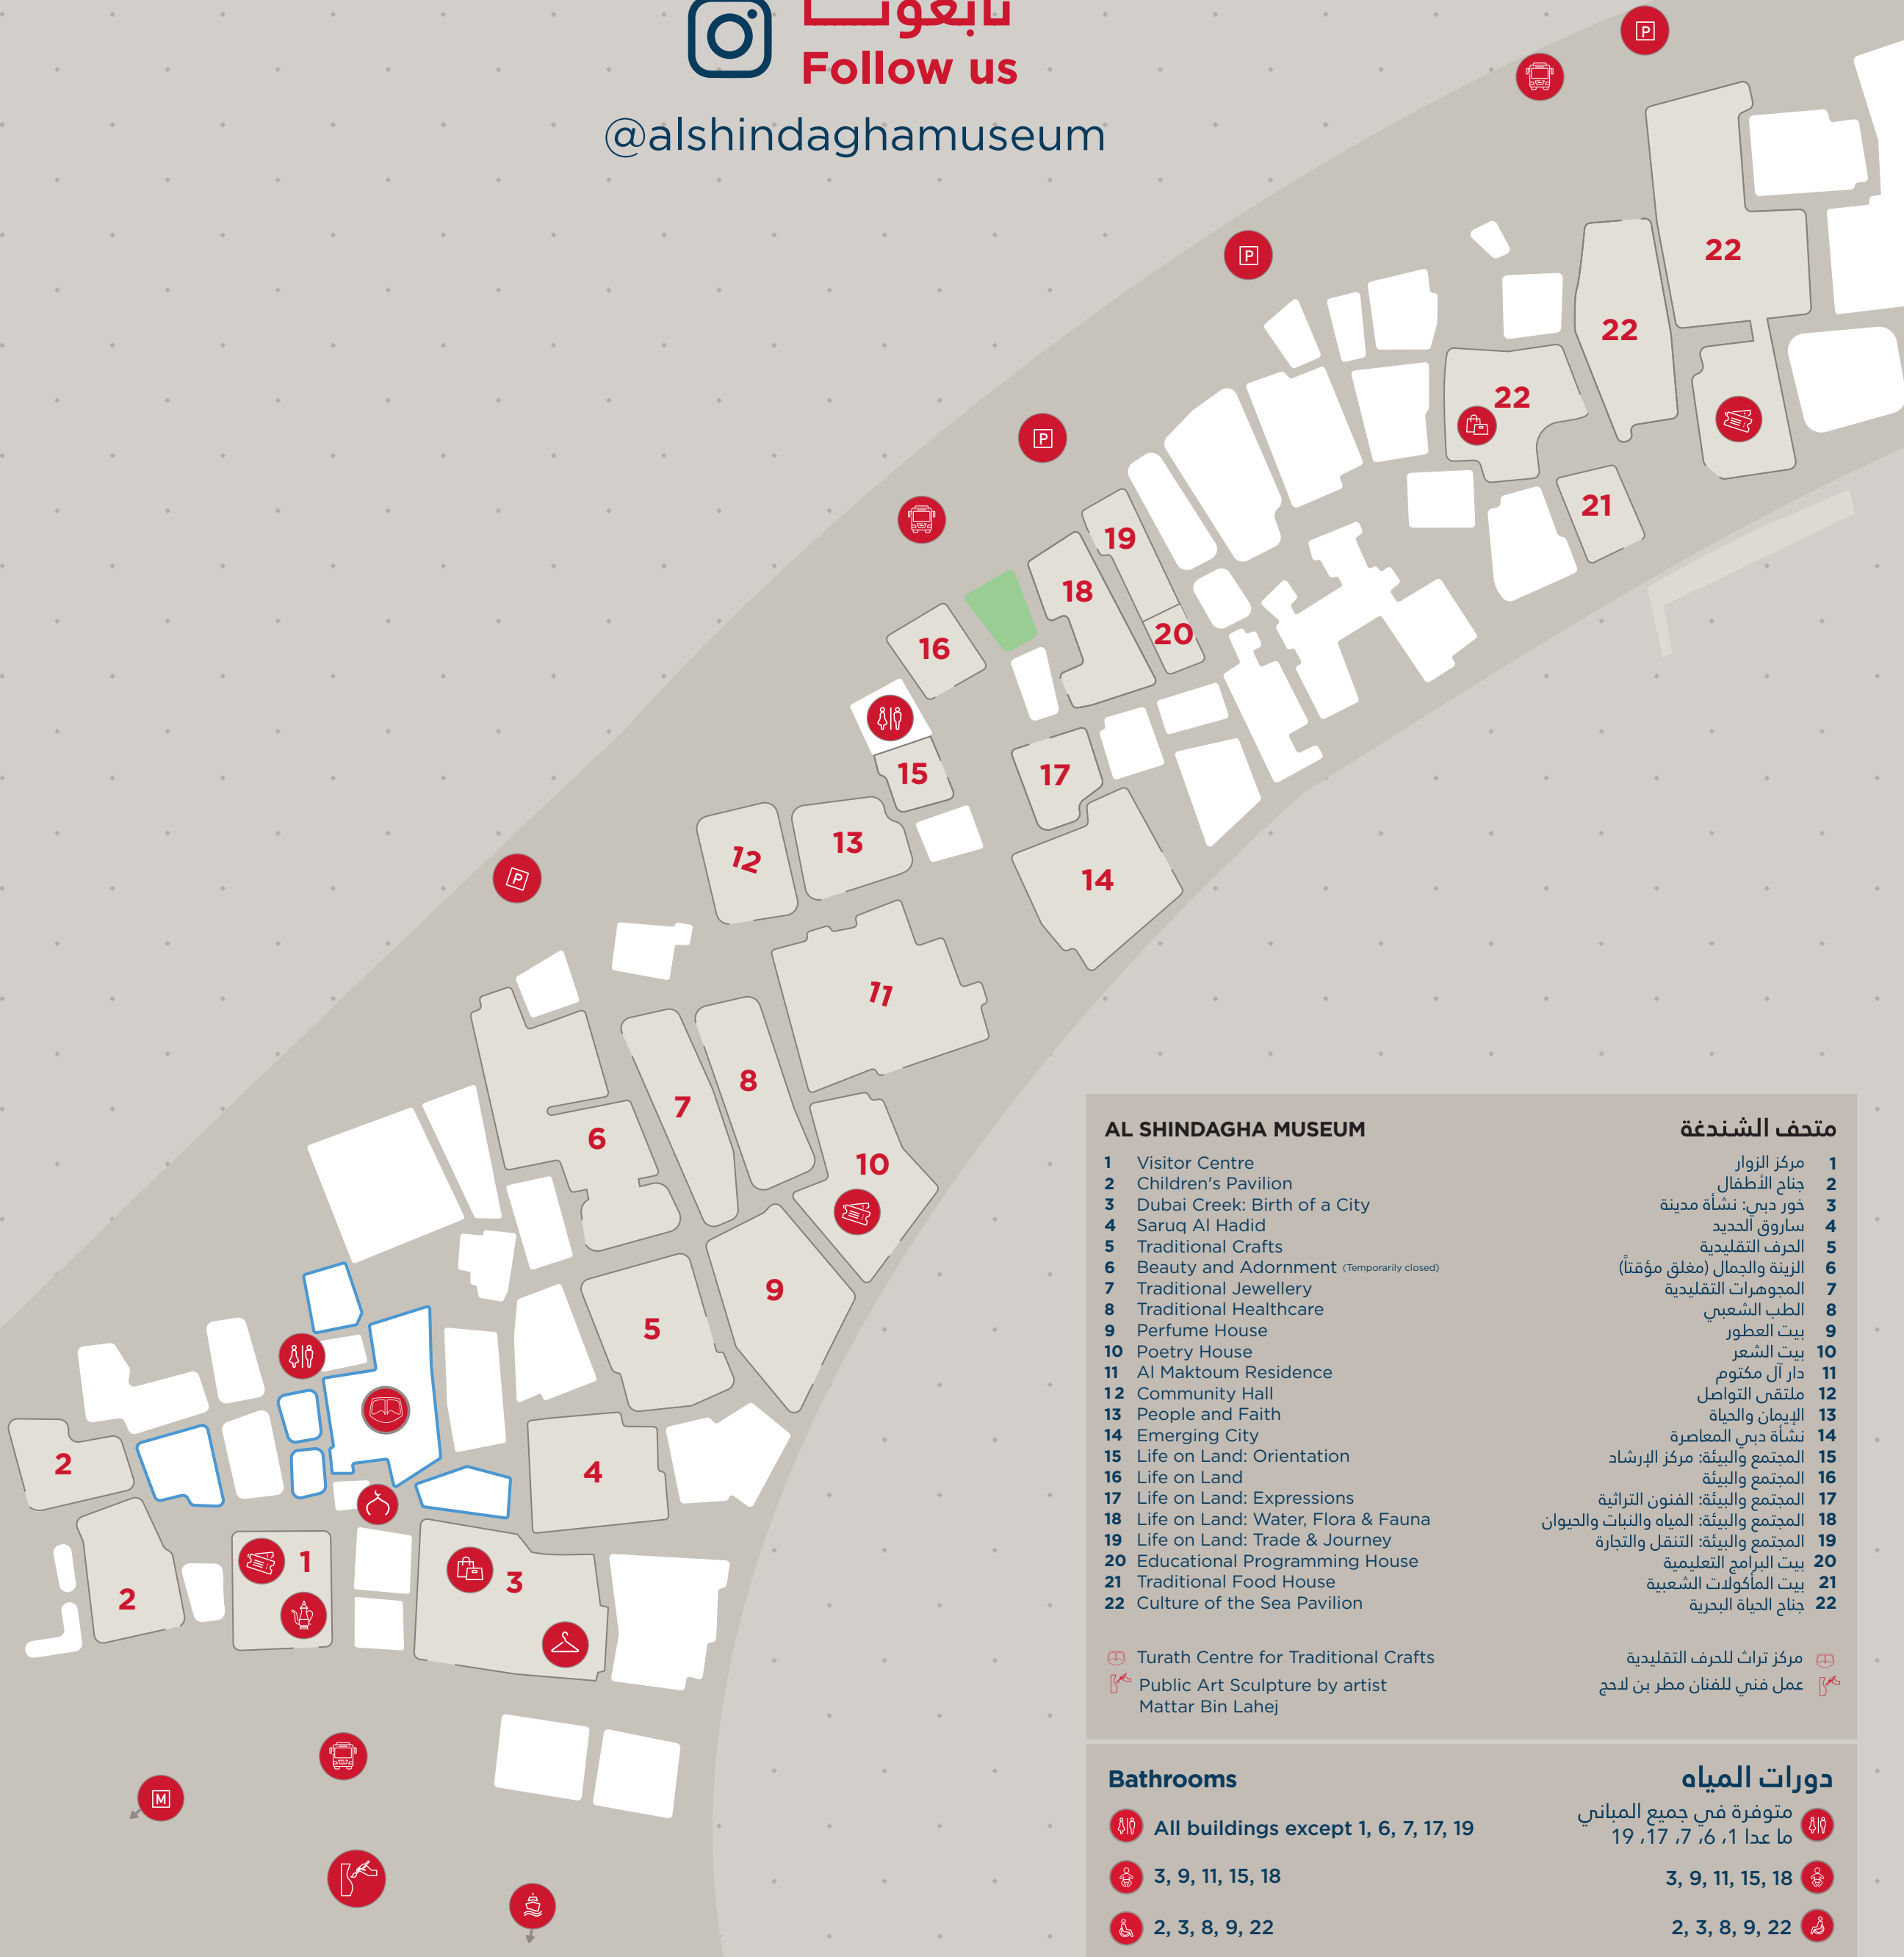 تابعونـــا
Follow us
@alshindaghamuseum
P
P
P
P
P
22
22
22
21
19
18
20
16
15
17
13
12
14
11
8
7
6
10
9
5
4
3
2
2
1
M
AL SHINDAGHA MUSEUM
1 Visitor Centre
2 Children's Pavilion
3 Dubai Creek: Birth of a City
4 Saruq Al Hadid
5 Traditional Crafts
6 Beauty and Adornment (Temporarily closed)
7 Traditional Jewellery
8 Traditional Healthcare
9 Perfume House
10 Poetry House
11 Al Maktoum Residence
12 Community Hall
13 People and Faith
14 Emerging City
15 Life on Land: Orientation
16 Life on Land
17 Life on Land: Expressions
18 Life on Land: Water, Flora & Fauna
19 Life on Land: Trade & Journey
20 Educational Programming House
21 Traditional Food House
22 Culture of the Sea Pavilion
Turath Centre for Traditional Crafts
Public Art Sculpture by artist
Mattar Bin Lahej
متحف الشندغة
1 مركز الزوار
2 جناح الأطفال
3 خور دبي: نشأة مدينة
4 ساروق الحديد
5 الحرف التقليدية
6 الزينة والجمال (مغلق مؤقتاً)
7 المجوهرات التقليدية
8 الطب الشعبي
9 بيت العطور
10 بيت الشعر
11 دار آل مكتوم
12 ملتقى التواصل
13 الإيمان والحياة
14 نشأة دبي المعاصرة
15 المجتمع والبيئة: مركز الإرشاد
16 المجتمع والبيئة
17 المجتمع والبيئة: الفنون التراثية
18 المجتمع والبيئة: المياه والنبات والحيوان
19 المجتمع والبيئة: التنقل والتجارة
20 بيت البرامج التعليمية
21 بيت المأكولات الشعبية
22 جناح الحياة البحرية
مركز تراث للحرف التقليدية
عمل فني للفنان مطر بن لاحج
Bathrooms
All buildings except 1, 6, 7, 17, 19
3, 9, 11, 15, 18
2, 3, 8, 9, 22
دورات المياه
متوفرة في جميع المباني
ما عدا 1، 6، 7، 17، 19
3, 9, 11, 15, 18
2, 3, 8, 9, 22